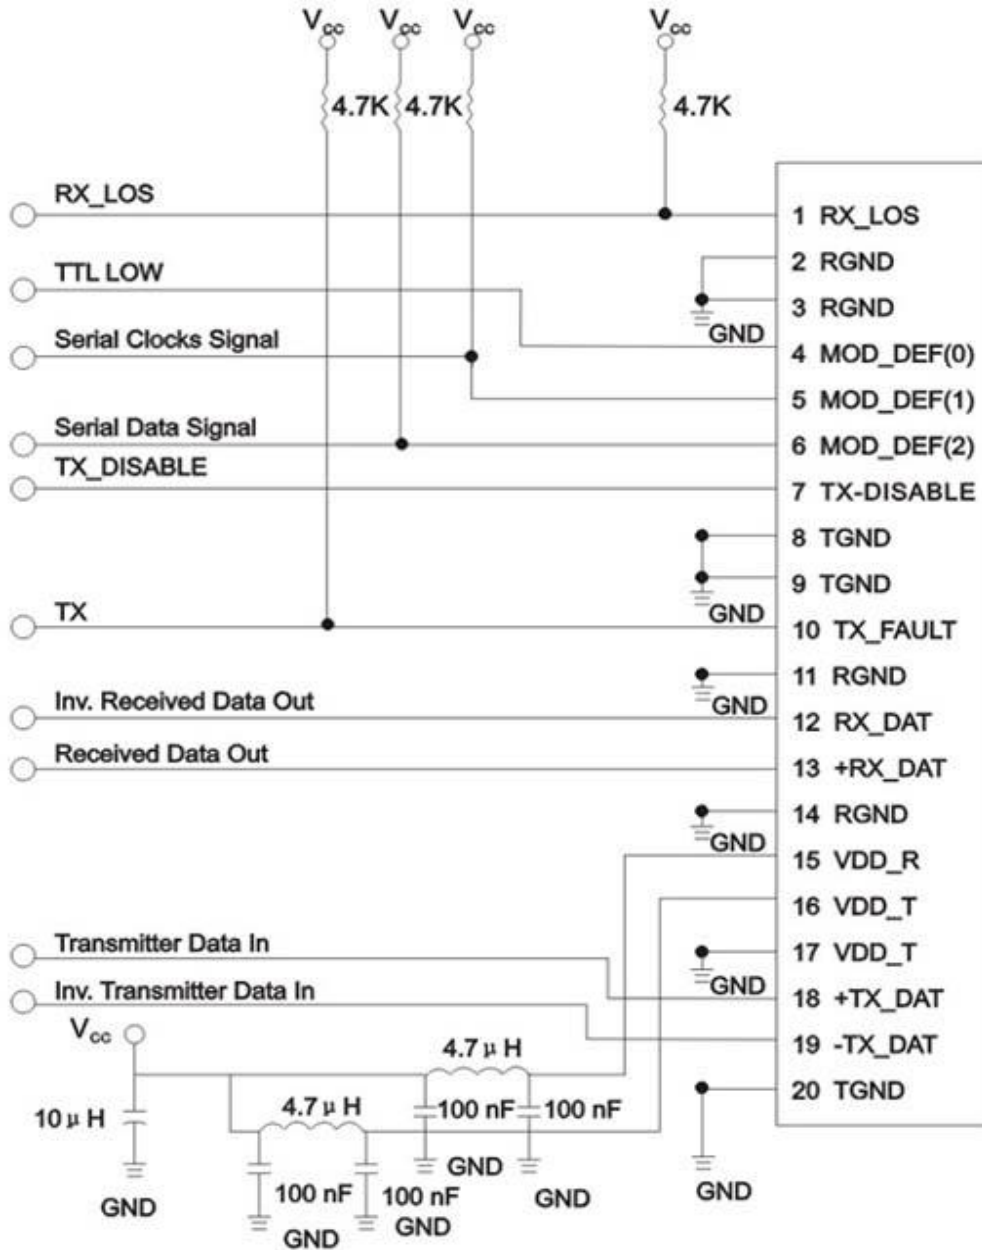 Vcc Vcc Vcc Vcc
4.7K 4.7K 4.7K
RX_LOS
1 RX_LOS
2 RGND
TTL LOW
3 RGND
GND
Serial Clocks Signal
4 MOD_DEF(0)
5 MOD_DEF(1)
Serial Data Signal
6 MOD_DEF(2)
TX_DISABLE
7 TX-DISABLE
8 TGND
9 TGND
GND
TX
10 TX_FAULT
11 RGND
GND
Inv. Received Data Out
12 RX_DAT
Received Data Out
13 +RX_DAT
14 RGND
GND
15 VDD_R
16 VDD_T
Transmitter Data In
17 VDD_T
GND
Inv. Transmitter Data In
18 +TX_DAT
Vcc
19 -TX_DAT
4.7 μ H
20 TGND
10 μ H
4.7 μ H
100 nF 100 nF
GND
GND
GND
100 nF 100 nF
GND
GND
GND